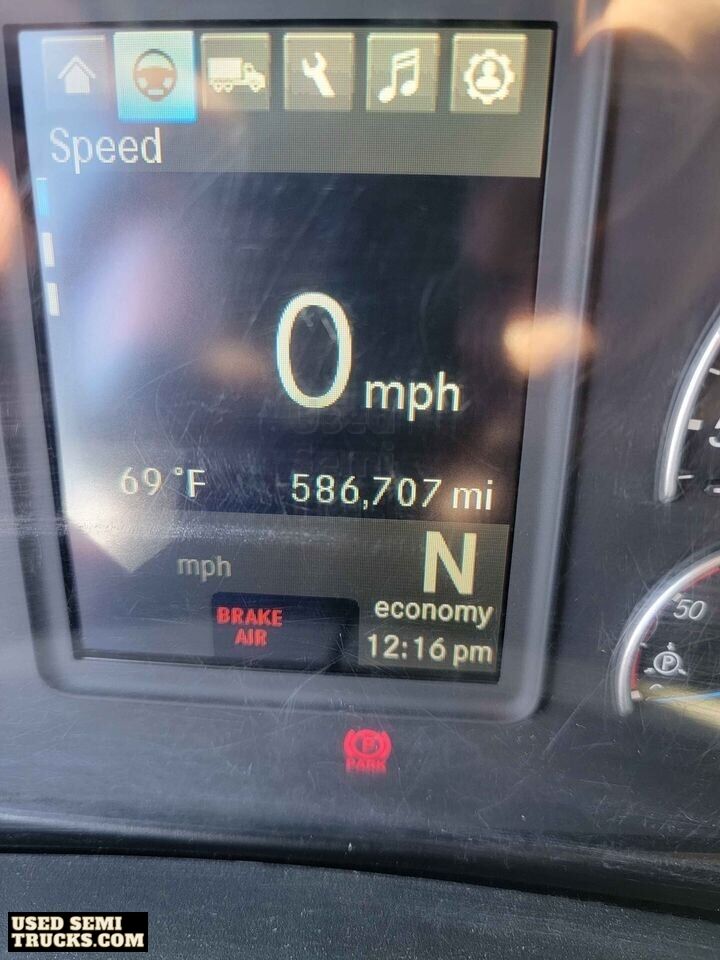 Speed
0 mph
69°F 586,707 mi
mph N
economy
BRAKE
AIR
12:16 pm
50
P
P
PARK
USED SEMI
TRUCKS.COM